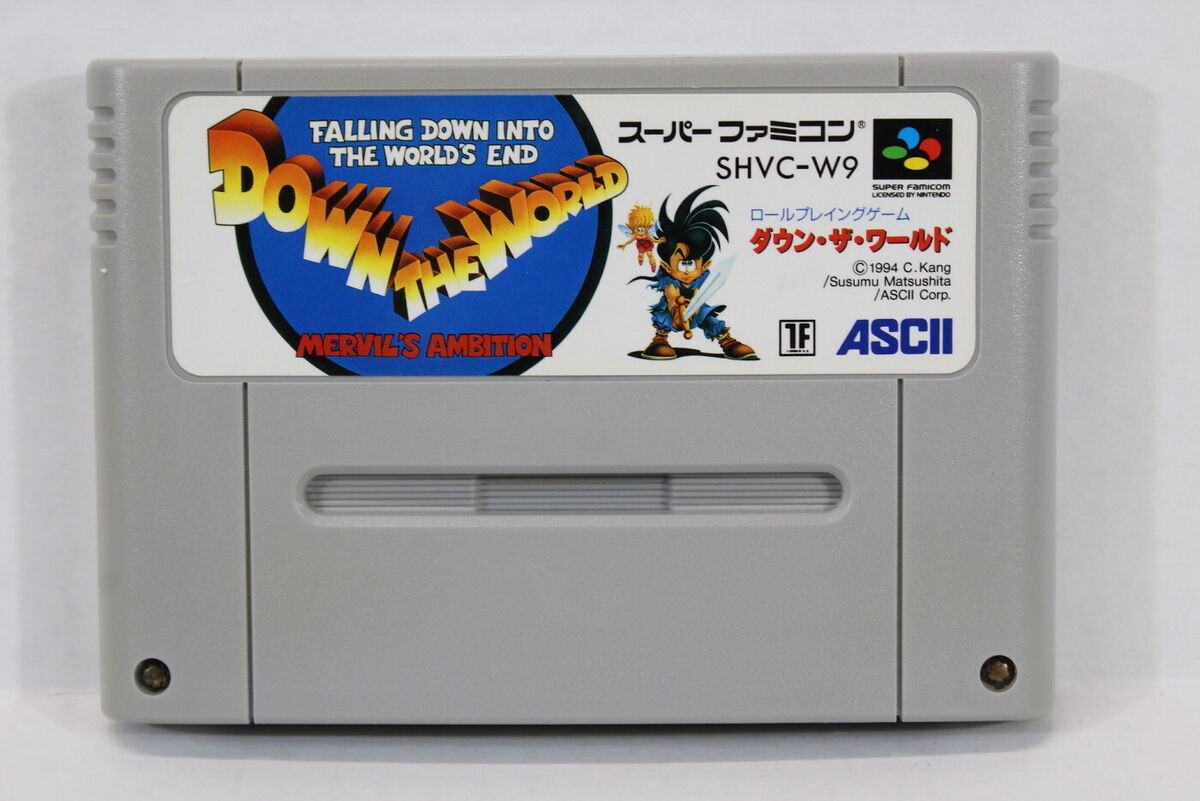 FALLING DOWN INTO
THE WORLD'S END
DOWN THE WORLD
MERVIL'S AMBITION
スーパーファミコン®
SHVC-W9
SUPER FAMICOM
LICENSED BY NINTENDO
ロールプレイングゲーム
ダウン・ザ・ワールド
©1994 C.Kang
/Susumu Matsushita
/ASCII Corp.
1F
ASCII